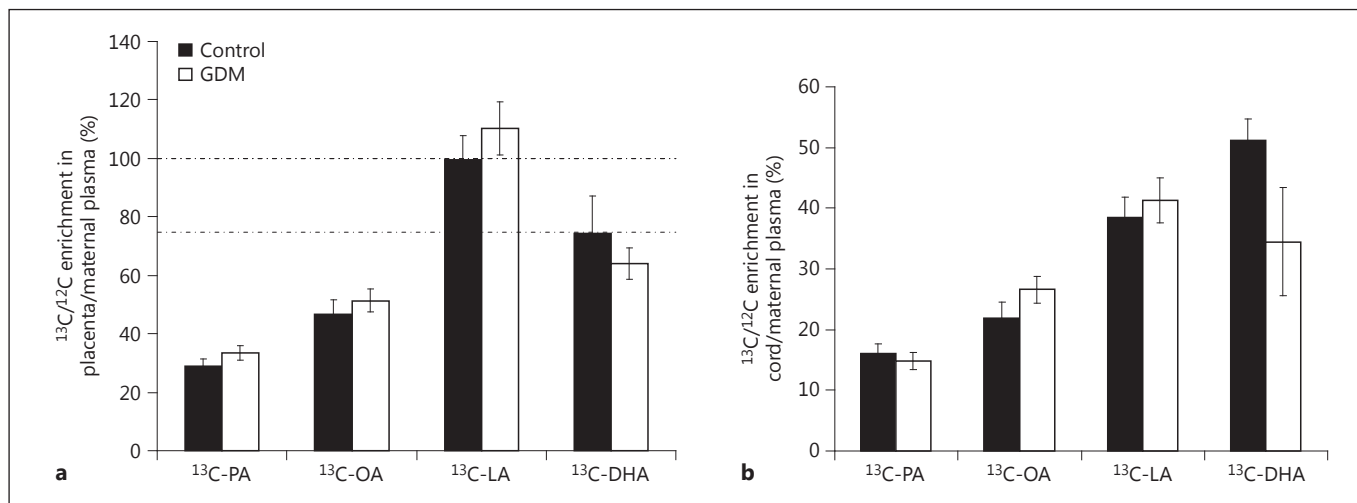 ¹³C/¹²C enrichment in
placenta/maternal plasma (%)
140
120
100
80
60
40
20
0
Control
GDM
¹³C-PA
¹³C-OA
¹³C-LA
¹³C-DHA
a
¹³C/¹²C enrichment in
cord/maternal plasma (%)
60
50
40
30
20
10
0
¹³C-PA
¹³C-OA
¹³C-LA
¹³C-DHA
b